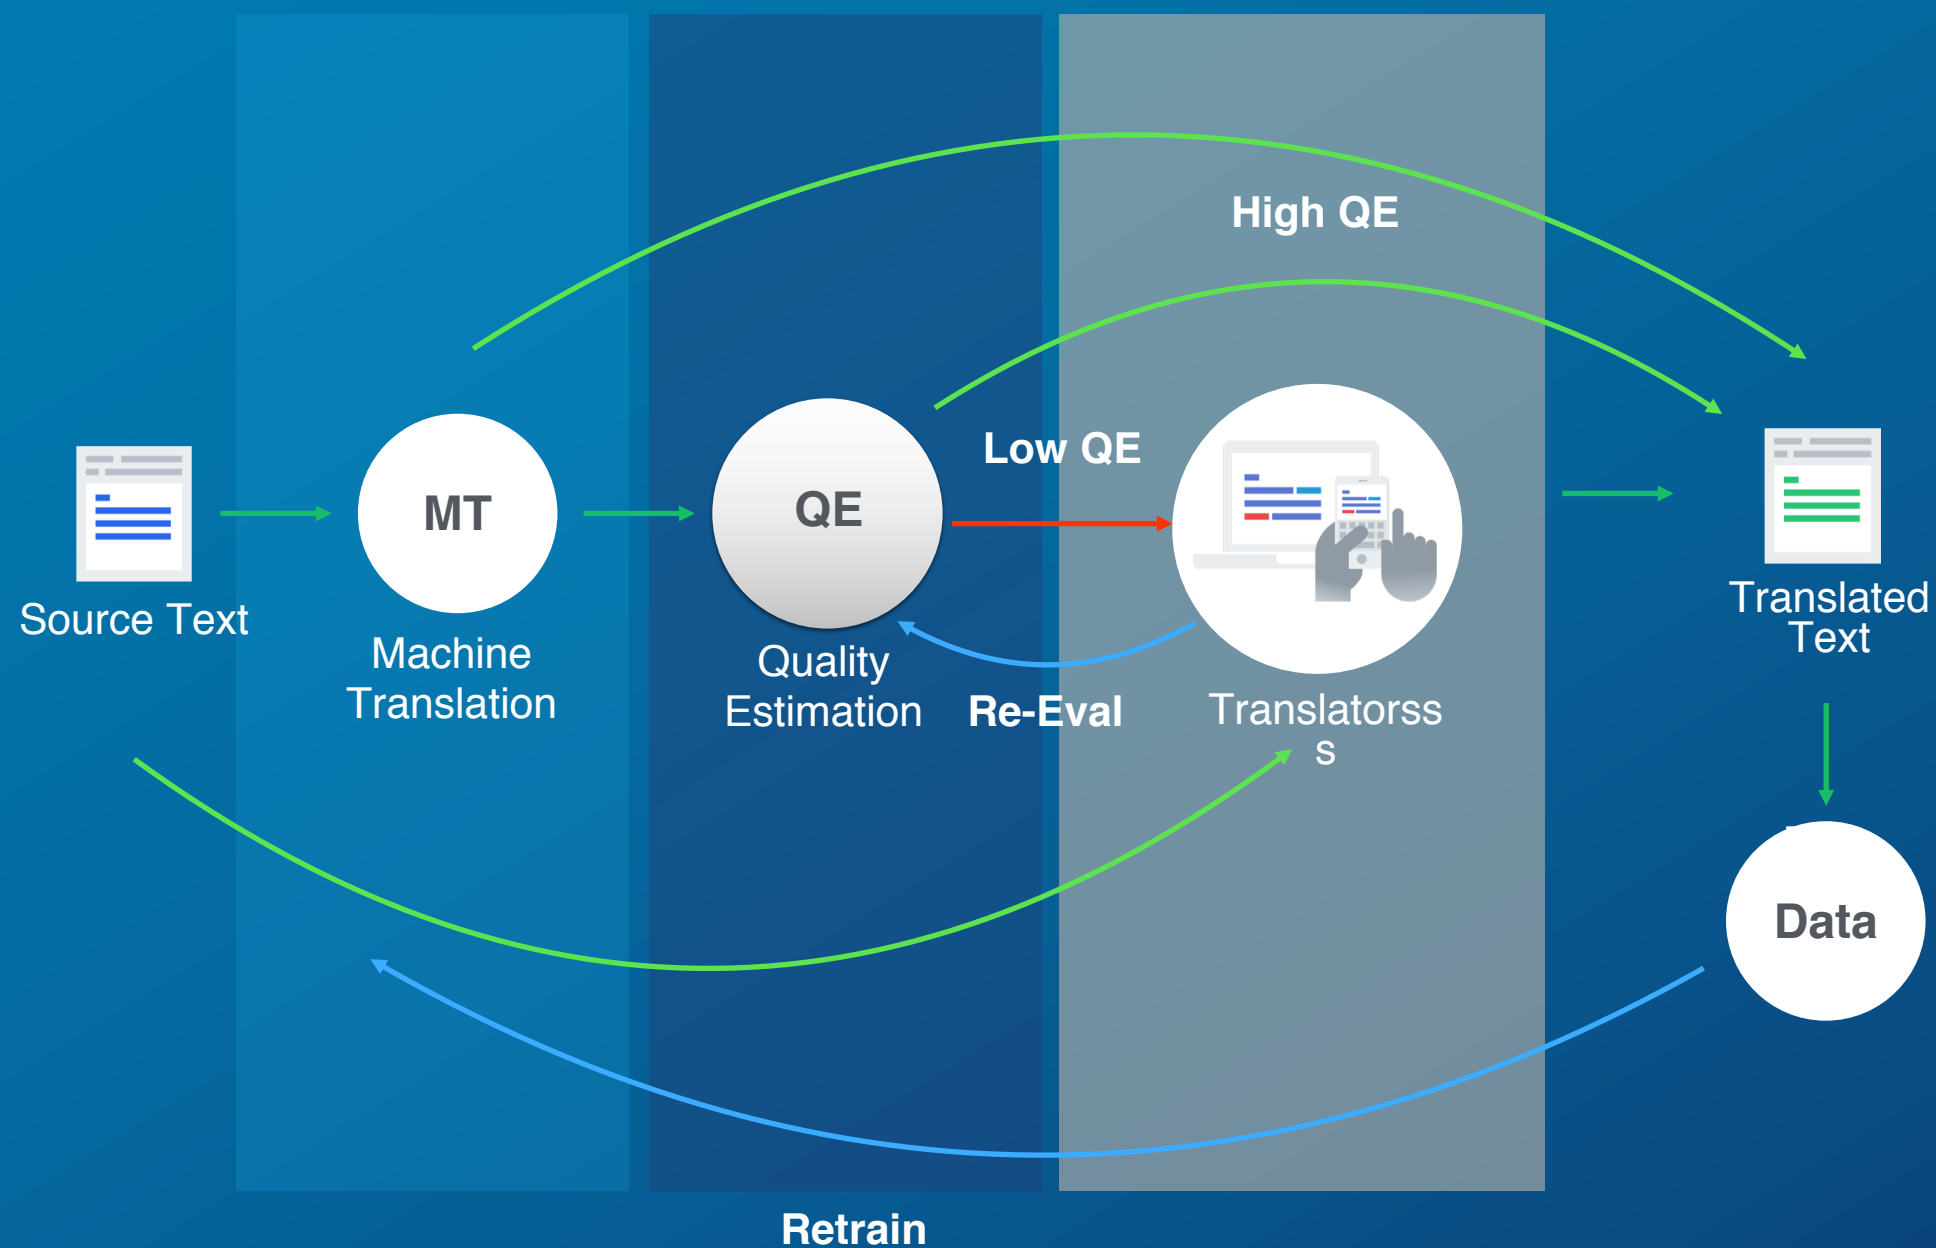 High QE
Low QE
MT
QE
Source Text
Machine
Translation
Quality
Estimation
Re-Eval
Translatorss
s
Translated
Text
Data
Retrain